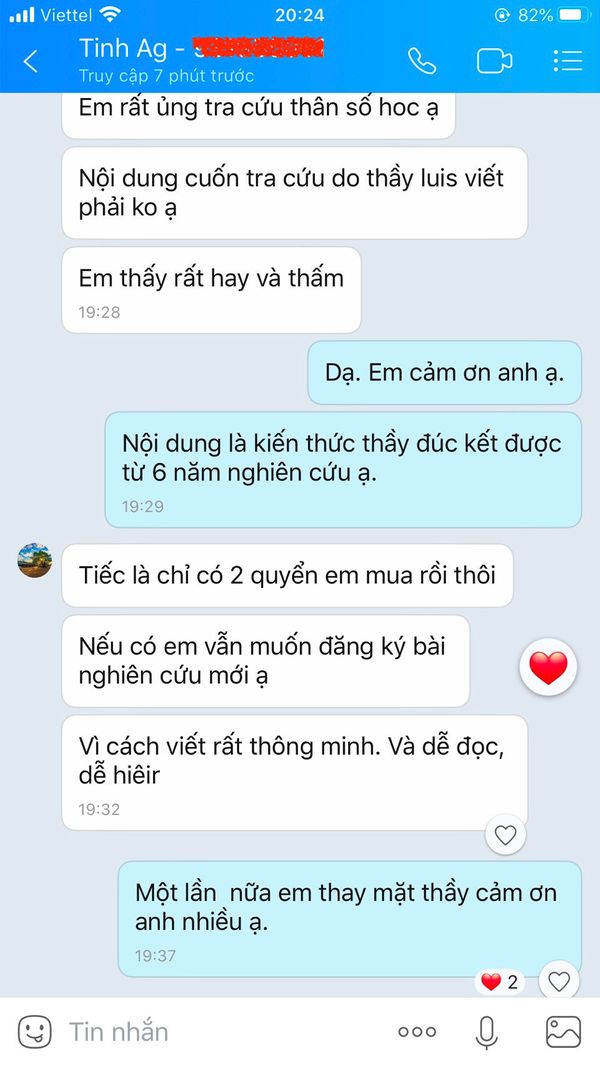 Viettel
20:24
82%
Tinh Ag -
Truy cập 7 phút trước
Em rất ủng tra cứu thân số hoc ạ
Nội dung cuốn tra cứu do thầy luis viết
phải ko ạ
Em thấy rất hay và thấm
19:28
Dạ. Em cảm ơn anh ạ.
Nội dung là kiến thức thầy đúc kết được
từ 6 năm nghiên cứu ạ.
19:29
Tiếc là chỉ có 2 quyển em mua rồi thôi
Nếu có em vẫn muốn đăng ký bài
nghiên cứu mới ạ
Vì cách viết rất thông minh. Và dễ đọc,
dễ hiêir
19:32
Một lần nữa em thay mặt thầy cảm ơn
anh nhiều ạ.
19:37
2
Tin nhắn